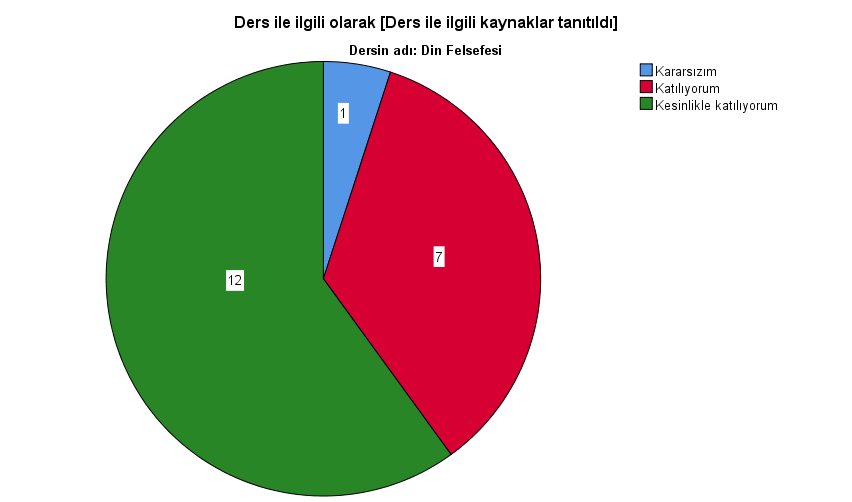 Ders ile ilgili olarak [Ders ile ilgili kaynaklar tanıtıldı]
Dersin adı: Din Felsefesi
Kararsızım
Katılıyorum
Kesinlikle katılıyorum
1
7
12